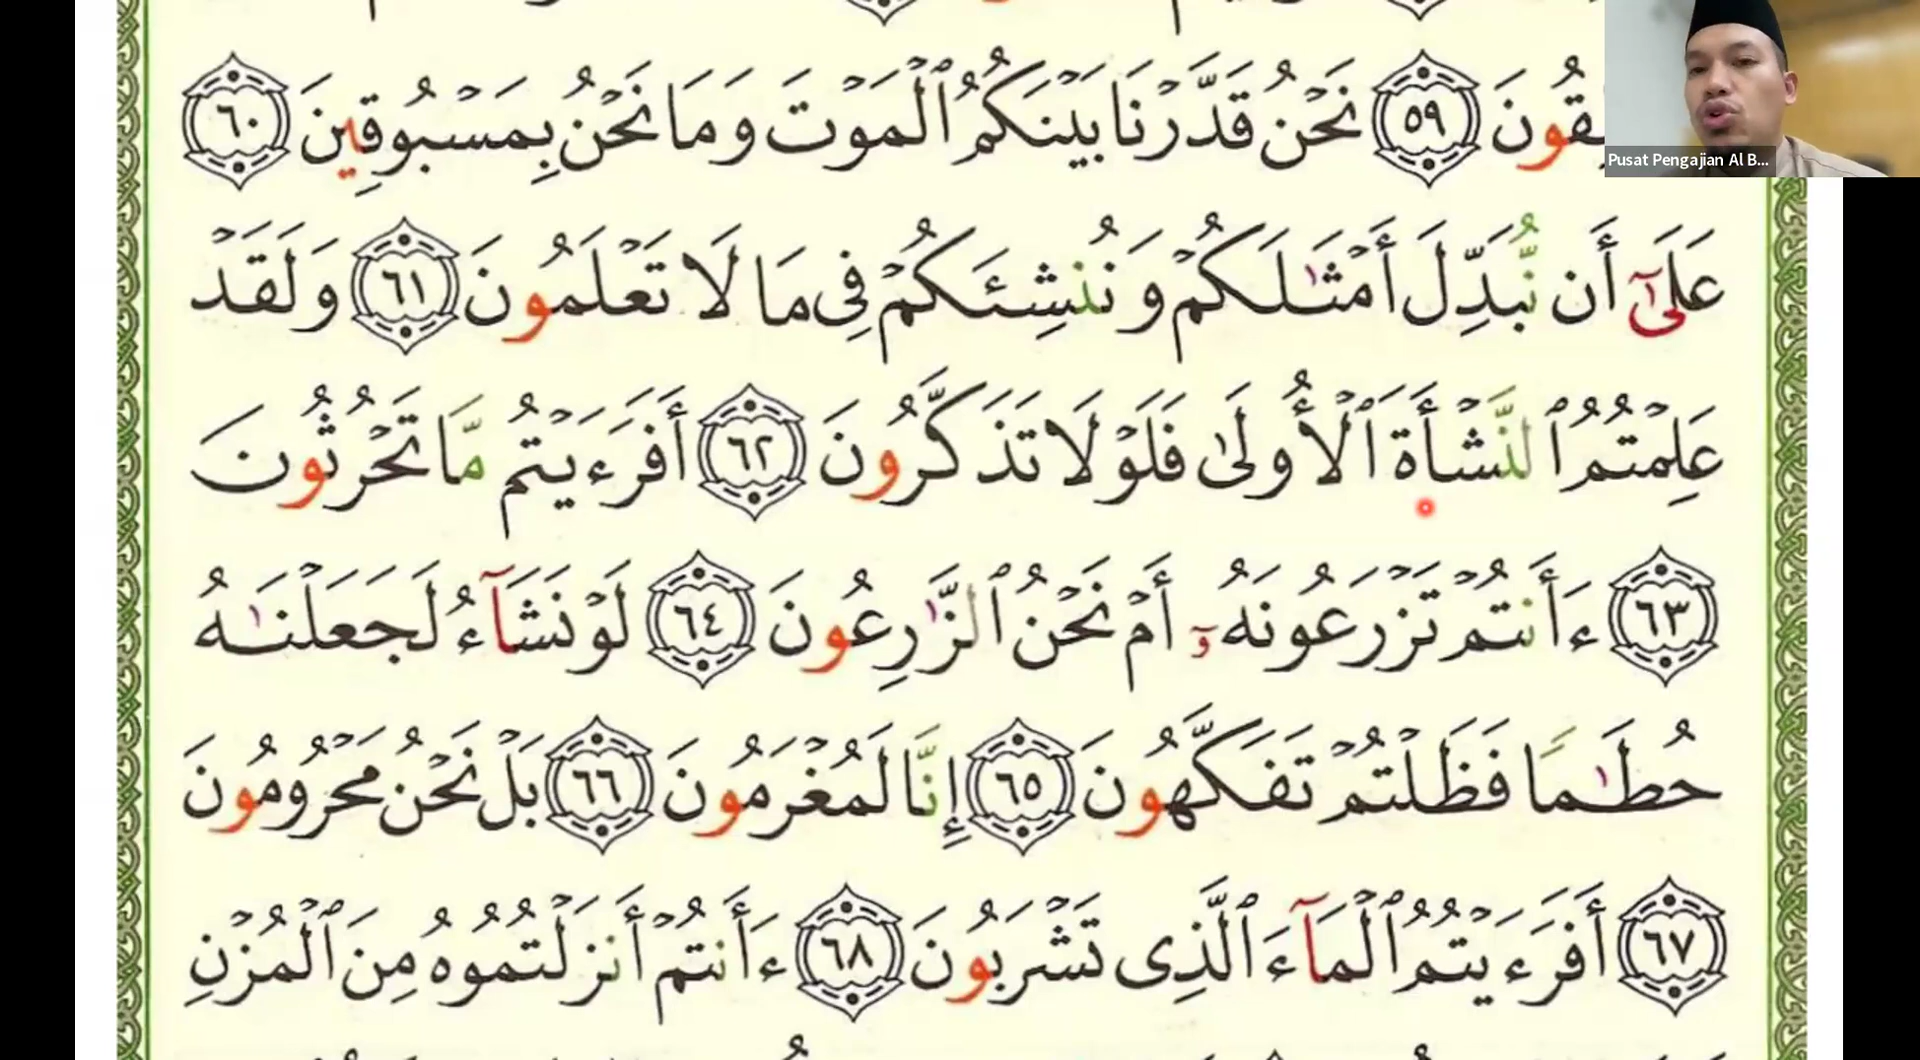 ـقُونَ ٥٩ نَحْنُ قَدَّرْنَا بَيْنَكُمُ ٱلْمَوْتَ وَمَا نَحْنُ بِمَسْبُوقِينَ ٦٠
Pusat Pengajian Al B...
عَلَىٰٓ أَن نُّبَدِّلَ أَمْثَـٰلَكُمْ وَنُنشِئَكُمْ فِى مَا لَا تَعْلَمُونَ ٦١ وَلَقَدْ
عَلِمْتُمُ ٱلنَّشْأَةَ ٱلْأُولَىٰ فَلَوْلَا تَذَكَّرُونَ ٦٢ أَفَرَءَيْتُم مَّا تَحْرُثُونَ
٦٣ ءَأَنتُمْ تَزْرَعُونَهُۥٓ أَمْ نَحْنُ ٱلزَّٰرِعُونَ ٦٤ لَوْ نَشَآءُ لَجَعَلْنَـٰهُ
حُطَـٰمًا فَظَلْتُمْ تَفَكَّهُونَ ٦٥ إِنَّا لَمُغْرَمُونَ ٦٦ بَلْ نَحْنُ مَحْرُومُونَ
٦٧ أَفَرَءَيْتُمُ ٱلْمَآءَ ٱلَّذِى تَشْرَبُونَ ٦٨ ءَأَنتُمْ أَنزَلْتُمُوهُ مِنَ ٱلْمُزْنِ